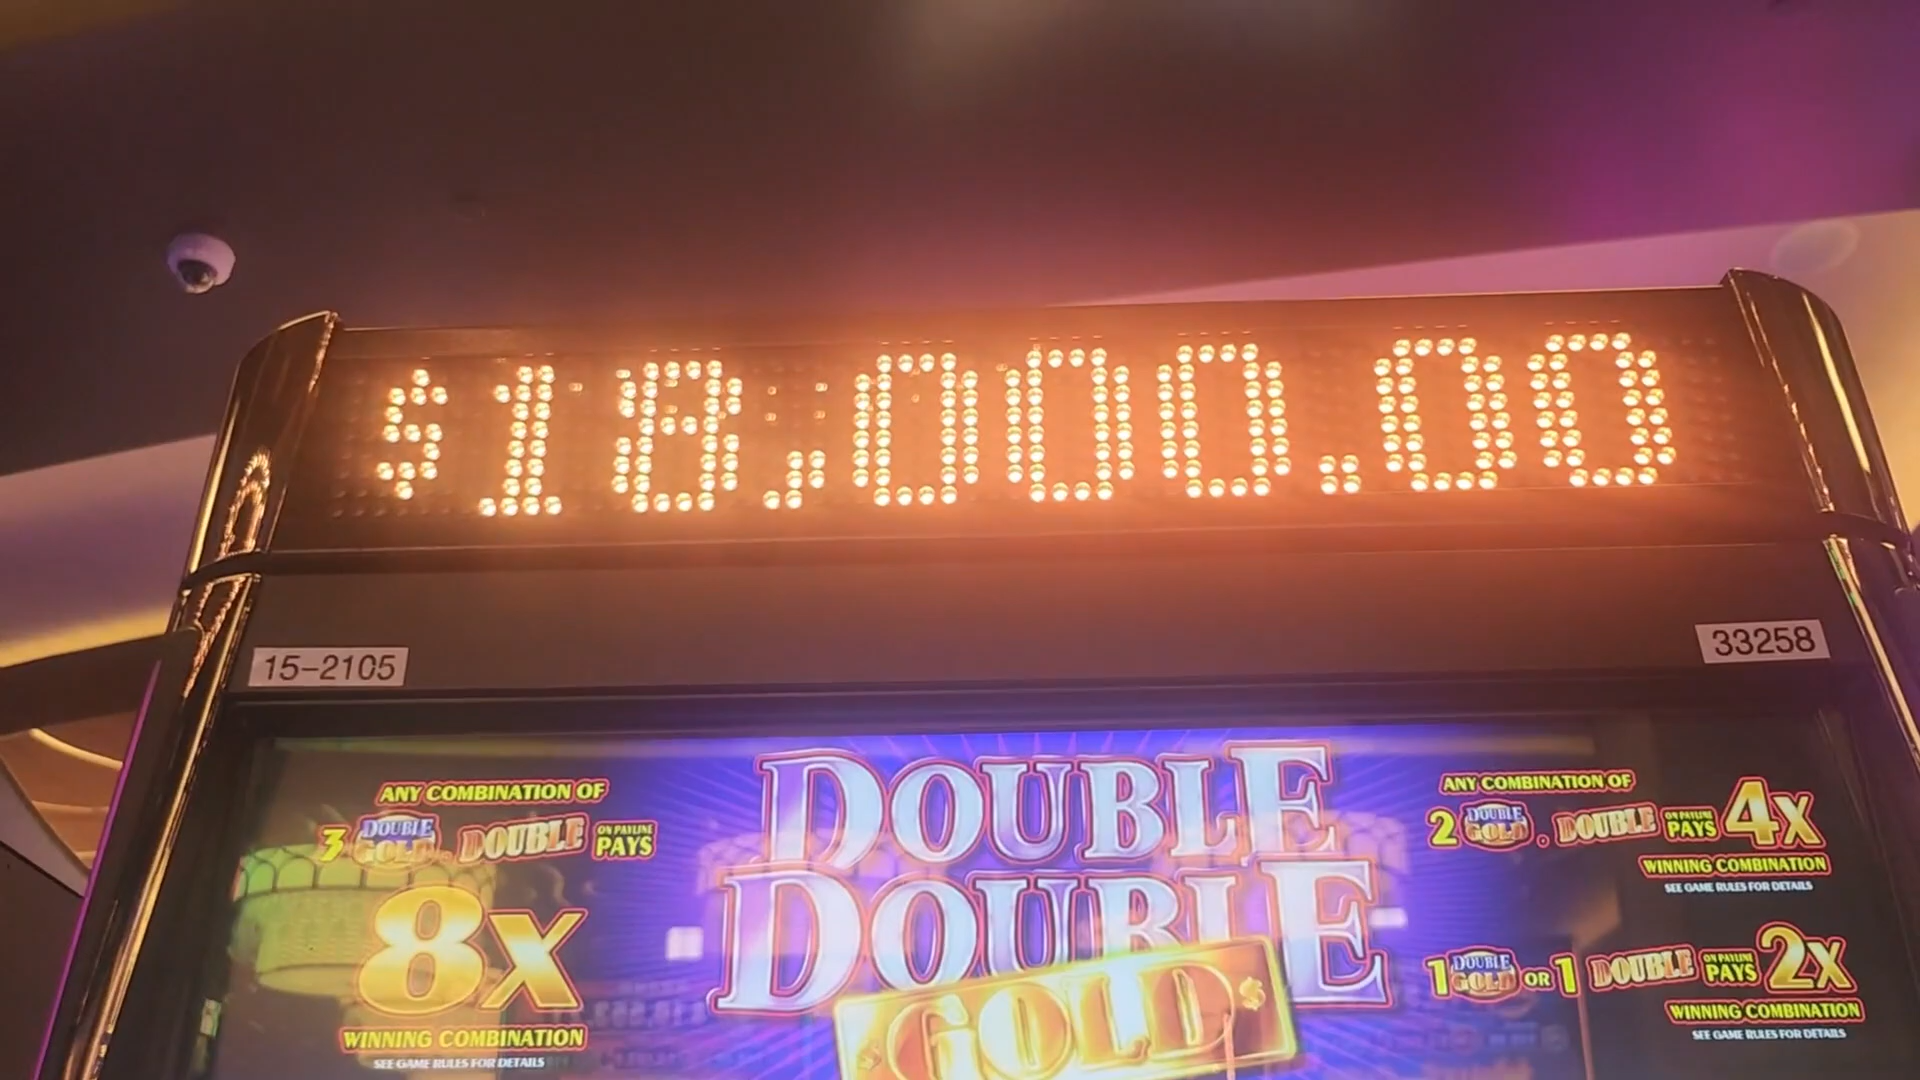 $18,000.00
15-2105
33258
ANY COMBINATION OF
3 DOUBLE GOLD. DOUBLE ON PAYLINE PAYS
8X
WINNING COMBINATION
SEE GAME RULES FOR DETAILS
DOUBLE
DOUBLE
GOLD
ANY COMBINATION OF
2 DOUBLE GOLD. DOUBLE ON PAYLINE PAYS 4X
WINNING COMBINATION
SEE GAME RULES FOR DETAILS
1 DOUBLE GOLD OR 1 DOUBLE ON PAYLINE PAYS 2X
WINNING COMBINATION
SEE GAME RULES FOR DETAILS